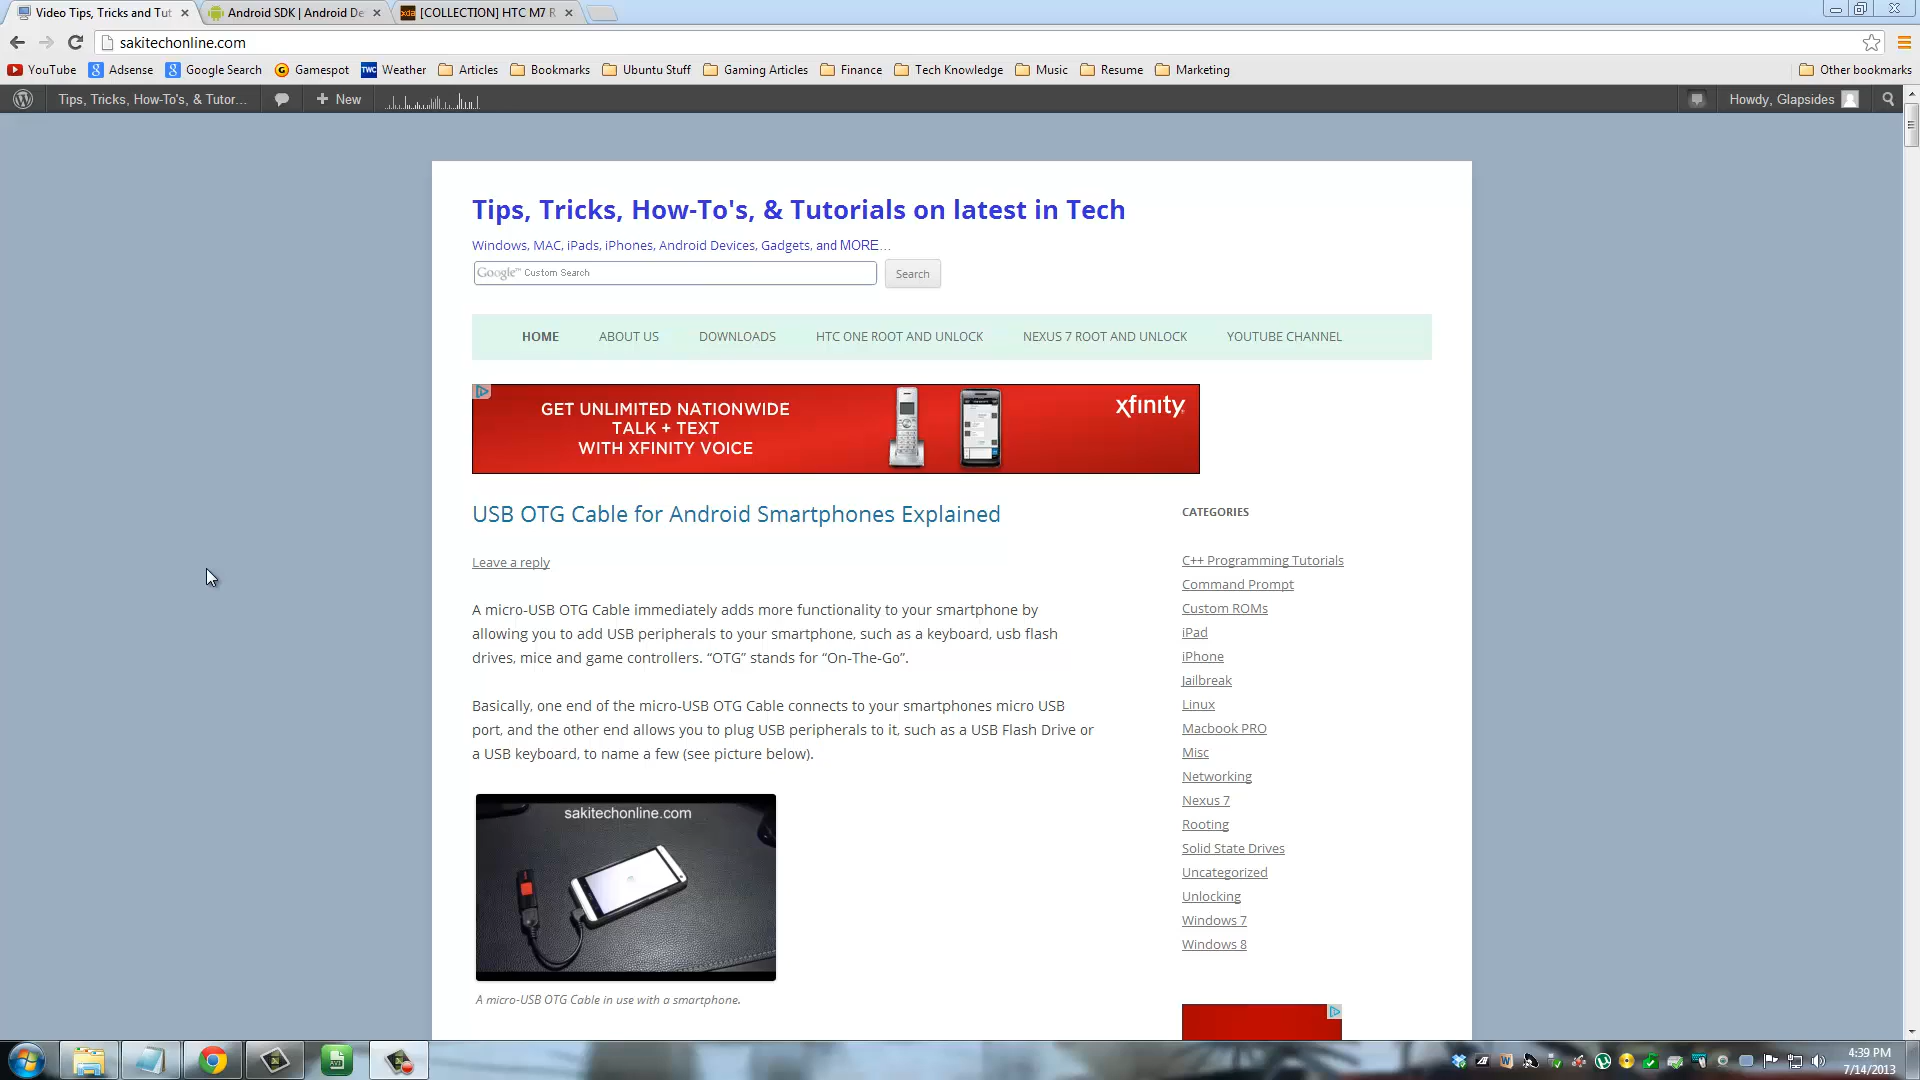 Video Tips, Tricks and Tut
Android SDK | Android De
[COLLECTION] HTC M7 R
sakitechonline.com
YouTube
Adsense
Google Search
Gamespot
TWC Weather
Articles
Bookmarks
Ubuntu Stuff
Gaming Articles
Finance
Tech Knowledge
Music
Resume
Marketing
Other bookmarks
Tips, Tricks, How-To's, & Tutor...
+ New
Howdy, Glapsides
Tips, Tricks, How-To's, & Tutorials on latest in Tech
Windows, MAC, iPads, iPhones, Android Devices, Gadgets, and MORE…
Google™ Custom Search
Search
HOME
ABOUT US
DOWNLOADS
HTC ONE ROOT AND UNLOCK
NEXUS 7 ROOT AND UNLOCK
YOUTUBE CHANNEL
GET UNLIMITED NATIONWIDE
TALK + TEXT
WITH XFINITY VOICE
xfinity
USB OTG Cable for Android Smartphones Explained
Leave a reply
A micro-USB OTG Cable immediately adds more functionality to your smartphone by
allowing you to add USB peripherals to your smartphone, such as a keyboard, usb flash
drives, mice and game controllers. “OTG” stands for “On-The-Go”.
Basically, one end of the micro-USB OTG Cable connects to your smartphones micro USB
port, and the other end allows you to plug USB peripherals to it, such as a USB Flash Drive or
a USB keyboard, to name a few (see picture below).
sakitechonline.com
A micro-USB OTG Cable in use with a smartphone.
CATEGORIES
C++ Programming Tutorials
Command Prompt
Custom ROMs
iPad
iPhone
Jailbreak
Linux
Macbook PRO
Misc
Networking
Nexus 7
Rooting
Solid State Drives
Uncategorized
Unlocking
Windows 7
Windows 8
4:39 PM
7/14/2013